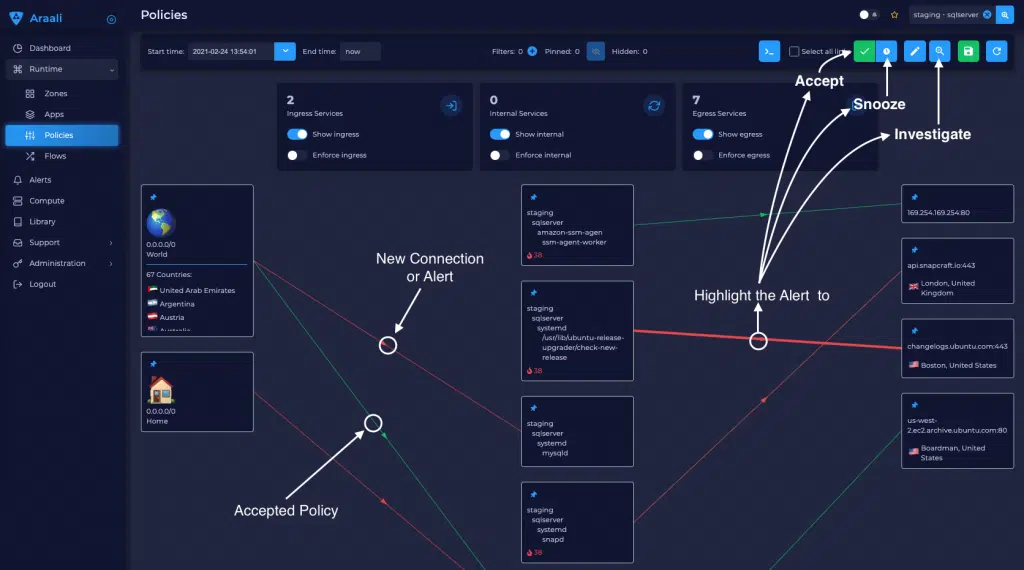 Araali
Policies
staging - sqlserver
Dashboard
Runtime
Zones
Apps
Policies
Flows
Alerts
Compute
Library
Support
Administration
Logout
Start time:
2021-02-24 13:54:01
End time:
now
Filters: 0
Pinned: 0
Hidden: 0
>_
Select all
Accept
Snooze
Investigate
2
Ingress Services
Show ingress
Enforce ingress
0
Internal Services
Show internal
Enforce internal
7
Egress Services
Show egress
Enforce egress
0.0.0.0/0
World
67 Countries:
United Arab Emirates
Argentina
Austria
Australia
0.0.0.0/0
Home
New Connection
or Alert
Accepted Policy
Highlight the Alert to
staging
sqlserver
amazon-ssm-agen
ssm-agent-worker
38
staging
sqlserver
systemd
/usr/lib/ubuntu-release-
upgrader/check-new-
release
38
staging
sqlserver
systemd
mysqld
staging
sqlserver
systemd
snapd
38
169.254.169.254:80
api.snapcraft.io:443
London, United
Kingdom
changelogs.ubuntu.com:443
Boston, United States
us-west-
2.ec2.archive.ubuntu.com:80
Boardman, United
States